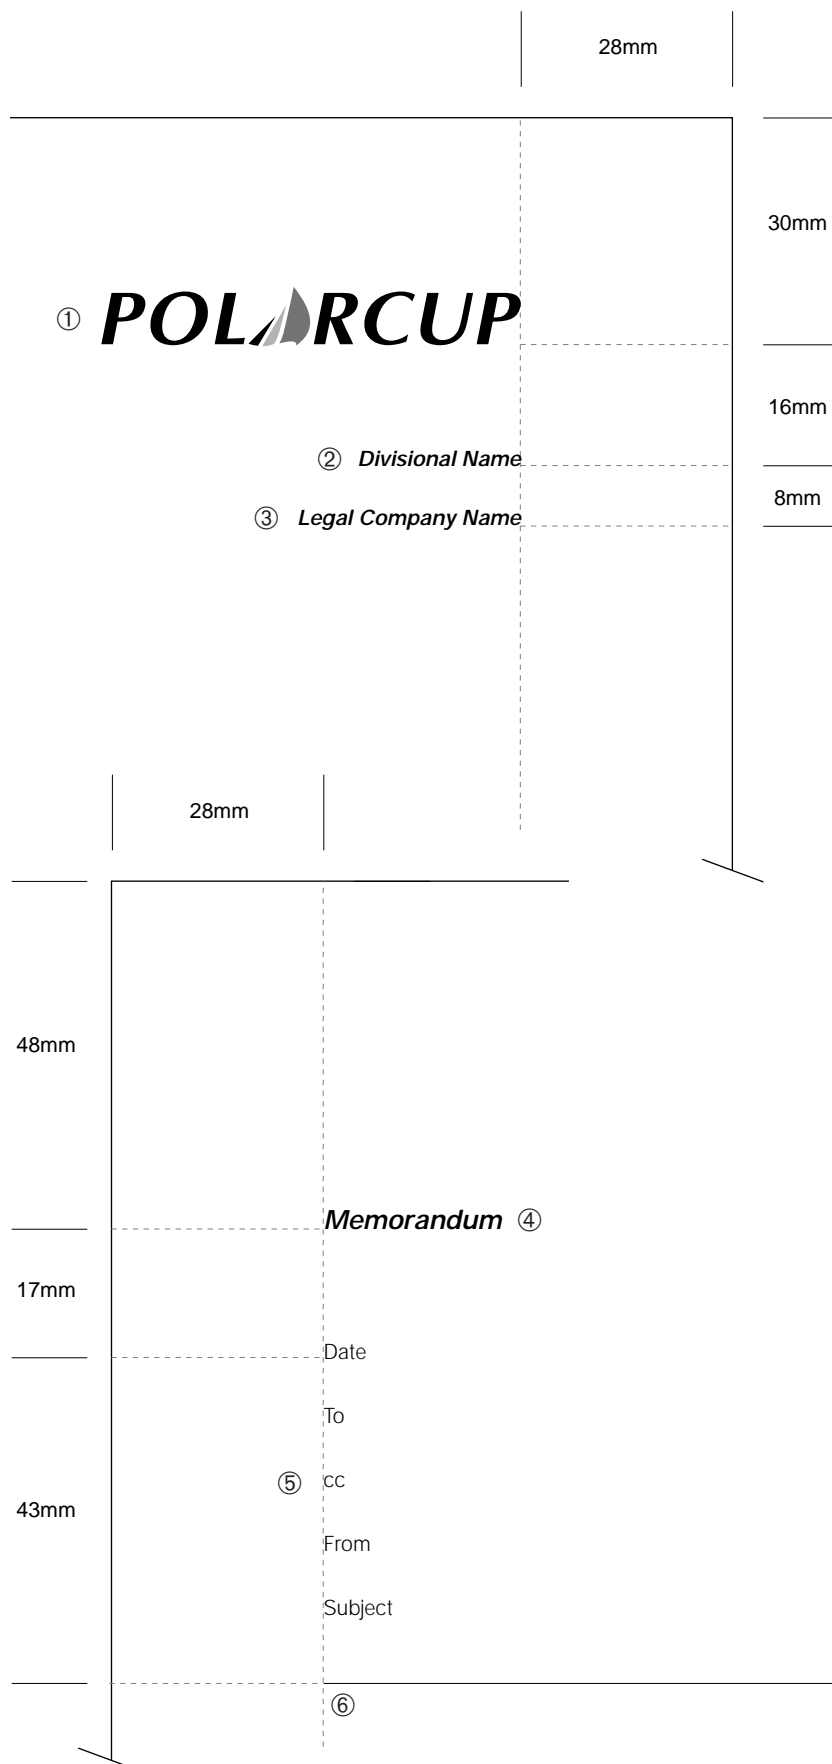 28mm
30mm
① POLARCUP
16mm
② Divisional Name
8mm
③ Legal Company Name
28mm
48mm
Memorandum ④
17mm
Date
To
⑤ cc
43mm
From
Subject
⑥